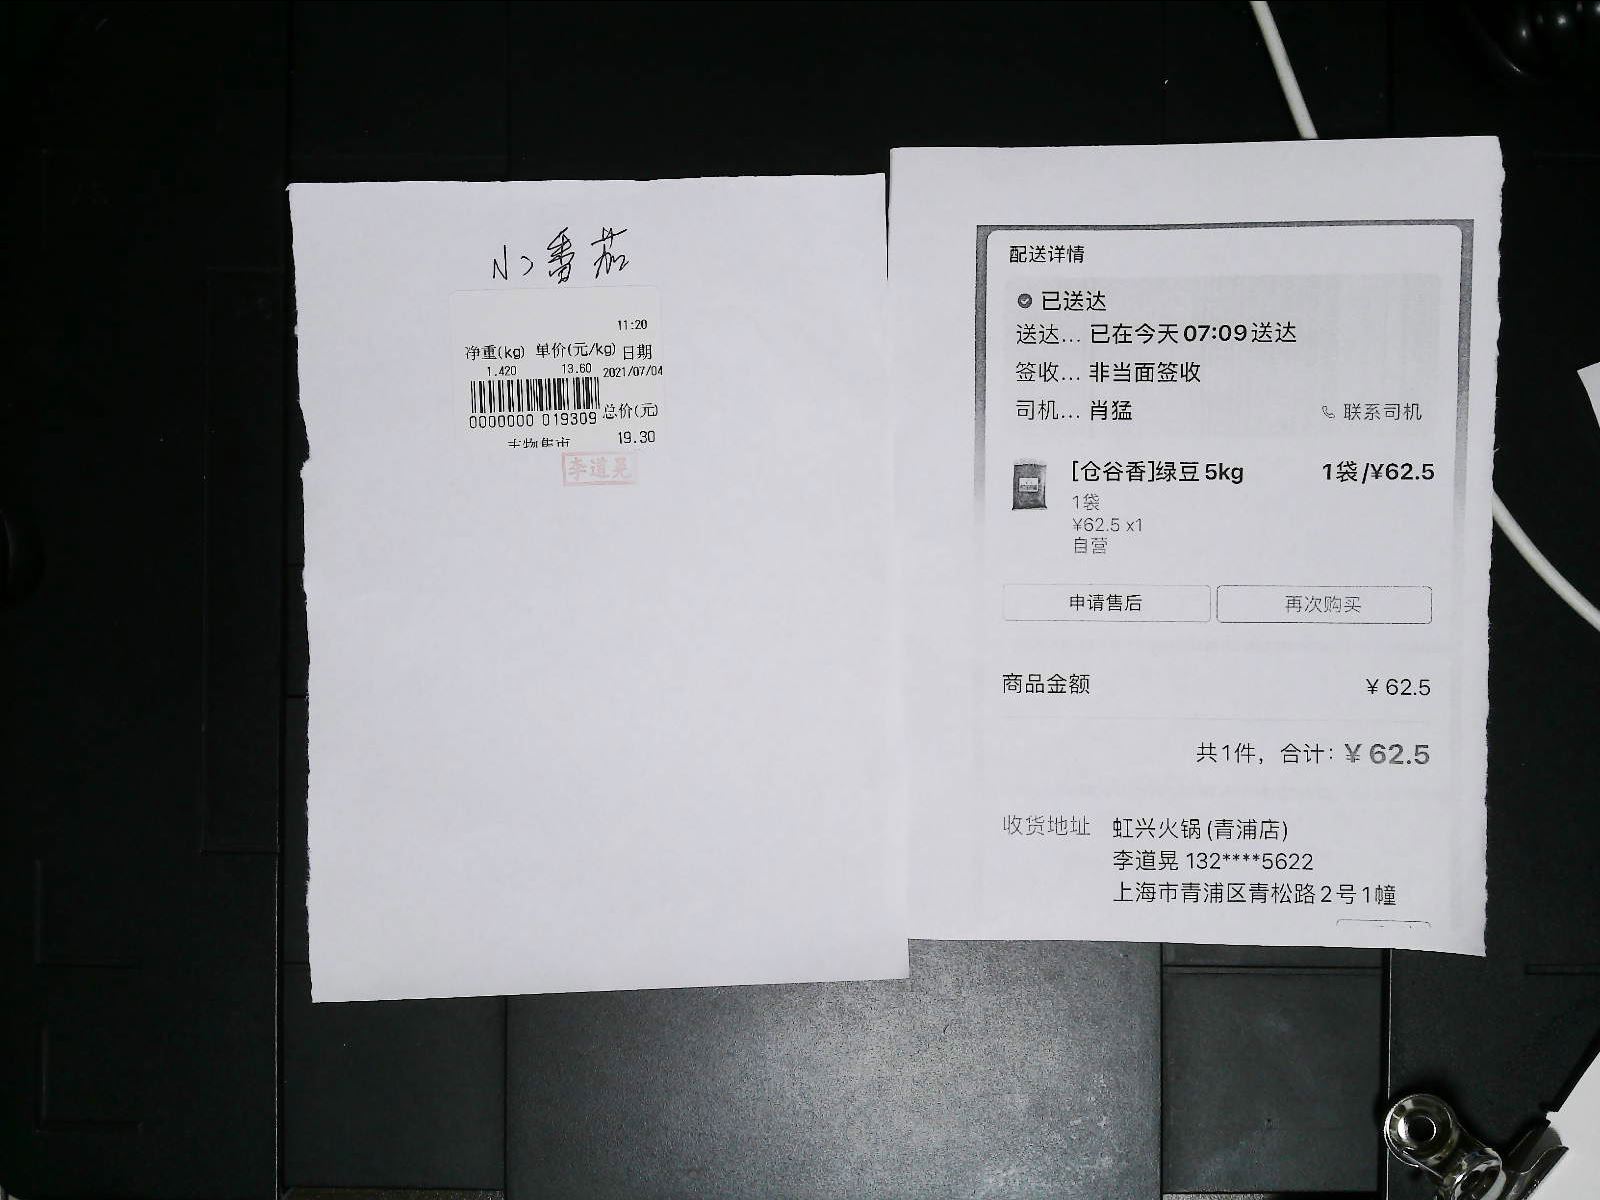 小番茄
11:20
净重(kg) 单价(元/kg) 日期
1.420 13.60 2021/07/04
0000000 019309 总价(元)
19.30
李道晃
配送详情
已送达
送达... 已在今天07:09送达
签收... 非当面签收
司机... 肖猛 联系司机
[仓谷香]绿豆5kg 1袋/¥62.5
1袋
¥62.5 x1
自营
申请售后 再次购买
商品金额 ¥ 62.5
共1件，合计：¥ 62.5
收货地址 虹兴火锅(青浦店)
李道晃 132****5622
上海市青浦区青松路2号1幢